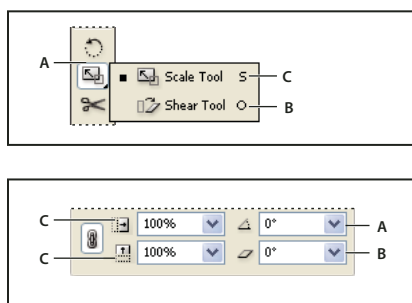 A
Scale Tool S C
Shear Tool O B
C 100% 0° A
C 100% 0° B